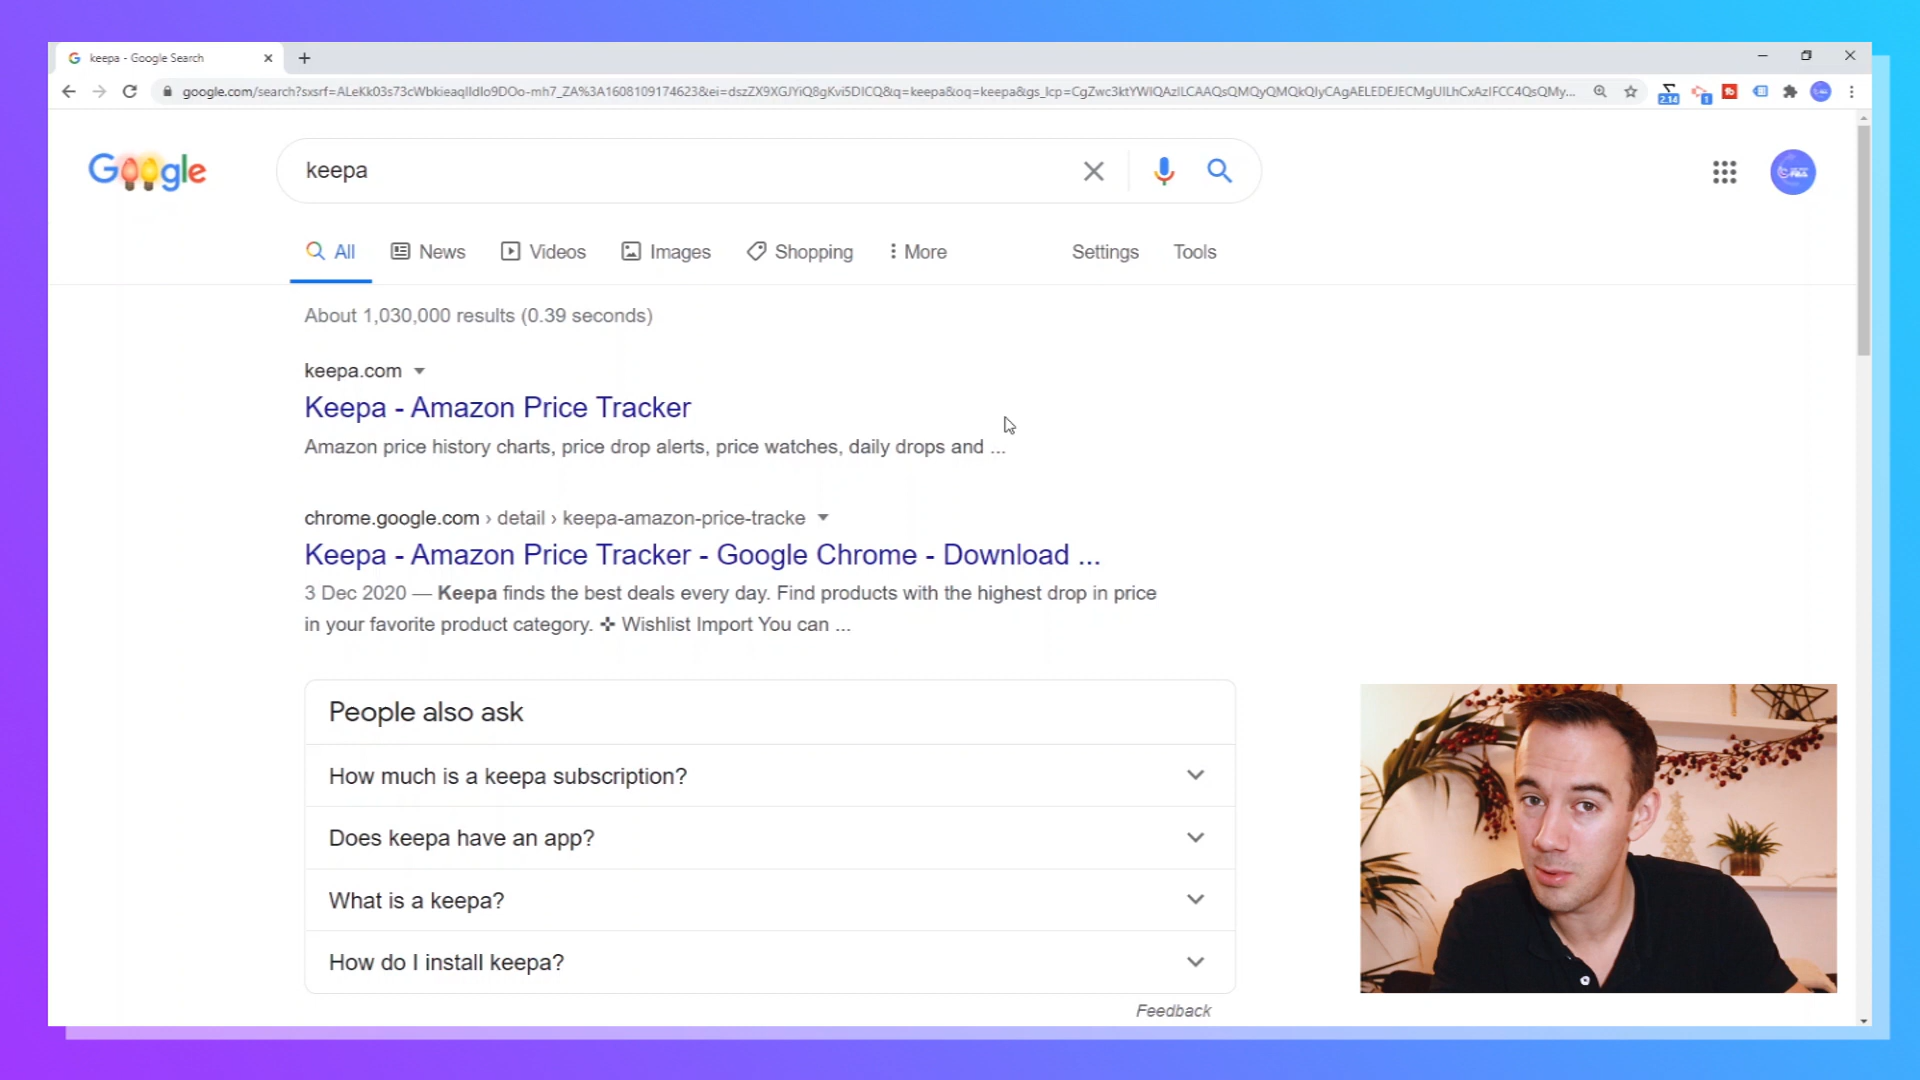 keepa - Google Search
google.com/search?sxsrf=ALeKk03s73cWbkieaqlIdIo9DOo-mh7_ZA%3A1608109174623&ei=dszZX9XGJYiQ8gKvi5DICQ&q=keepa&oq=keepa&gs_lcp=CgZwc3ktYWIQAzILCAAQsQMQyQMQkQIyCAgAELEDEJECMgUILhCxAzIFCC4QsQMy...
2.14
1
Google
keepa
All
News
Videos
Images
Shopping
More
Settings
Tools
About 1,030,000 results (0.39 seconds)
keepa.com
Keepa - Amazon Price Tracker
Amazon price history charts, price drop alerts, price watches, daily drops and ...
chrome.google.com › detail › keepa-amazon-price-tracke
Keepa - Amazon Price Tracker - Google Chrome - Download ...
3 Dec 2020 — Keepa finds the best deals every day. Find products with the highest drop in price
in your favorite product category. ✣ Wishlist Import You can ...
People also ask
How much is a keepa subscription?
Does keepa have an app?
What is a keepa?
How do I install keepa?
Feedback